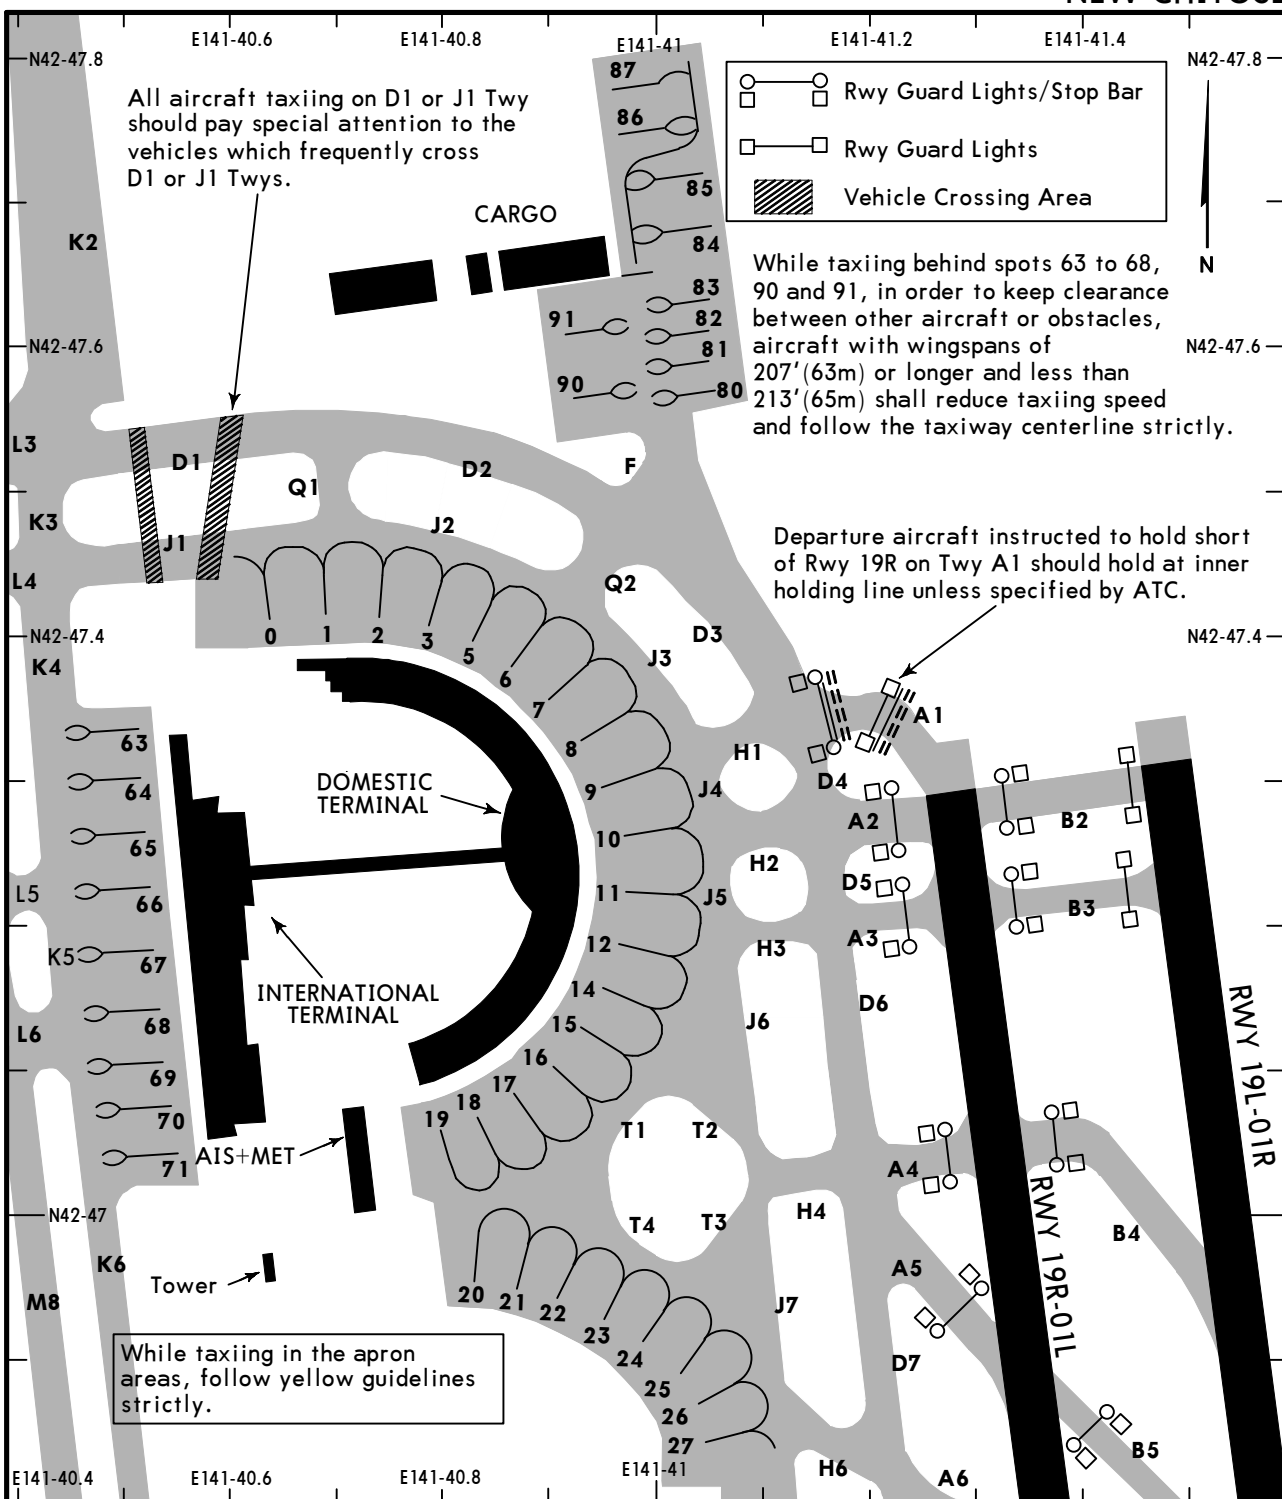 E141-40.6
E141-40.8
E141-41
E141-41.2
E141-41.4
N42-47.8
N42-47.8
87
86
85
84
83
82
81
80
91
90
Rwy Guard Lights/Stop Bar
Rwy Guard Lights
Vehicle Crossing Area
N
All aircraft taxiing on D1 or J1 Twy
should pay special attention to the
vehicles which frequently cross
D1 or J1 Twys.
K2
CARGO
While taxiing behind spots 63 to 68,
90 and 91, in order to keep clearance
between other aircraft or obstacles,
aircraft with wingspans of
207'(63m) or longer and less than
213'(65m) shall reduce taxiing speed
and follow the taxiway centerline strictly.
N42-47.6
N42-47.6
L3
D1
Q1
D2
F
K3
J1
J2
L4
Q2
Departure aircraft instructed to hold short
of Rwy 19R on Twy A1 should hold at inner
holding line unless specified by ATC.
N42-47.4
N42-47.4
0
1
2
3
5
6
7
8
9
10
11
12
14
15
16
17
18
19
K4
J3
D3
A1
H1
D4
J4
A2
B2
H2
D5
J5
B3
A3
H3
D6
J6
63
64
65
66
67
68
69
70
71
L5
K5
L6
DOMESTIC
TERMINAL
INTERNATIONAL
TERMINAL
AIS+MET
RWY 19L-01R
RWY 19R-01L
T1
T2
T3
T4
A4
H4
B4
N42-47
K6
M8
Tower
20
21
22
23
24
25
26
27
A5
J7
D7
B5
H6
A6
While taxiing in the apron
areas, follow yellow guidelines
strictly.
E141-40.4
E141-40.6
E141-40.8
E141-41